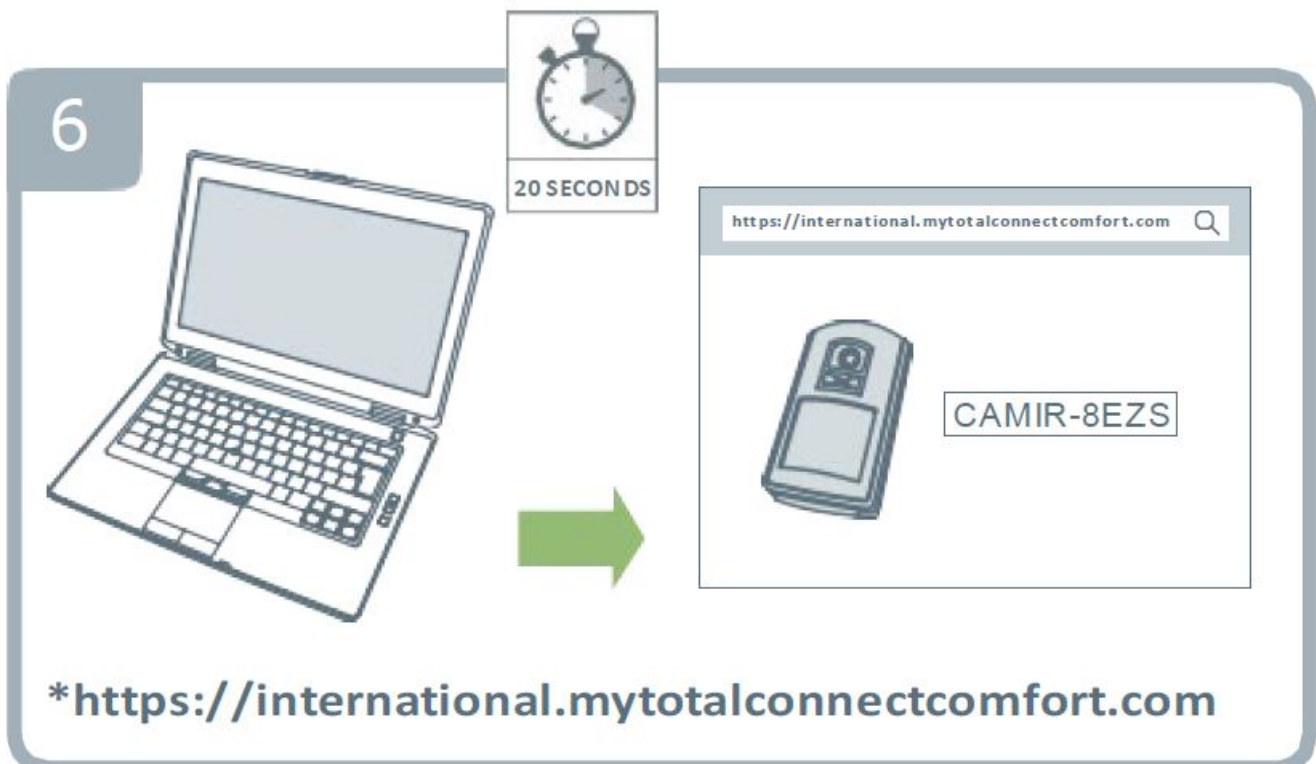 6
20 SECONDS
https://international.mytotalconnectcomfort.com
CAMIR-8EZS
*https://international.mytotalconnectcomfort.com